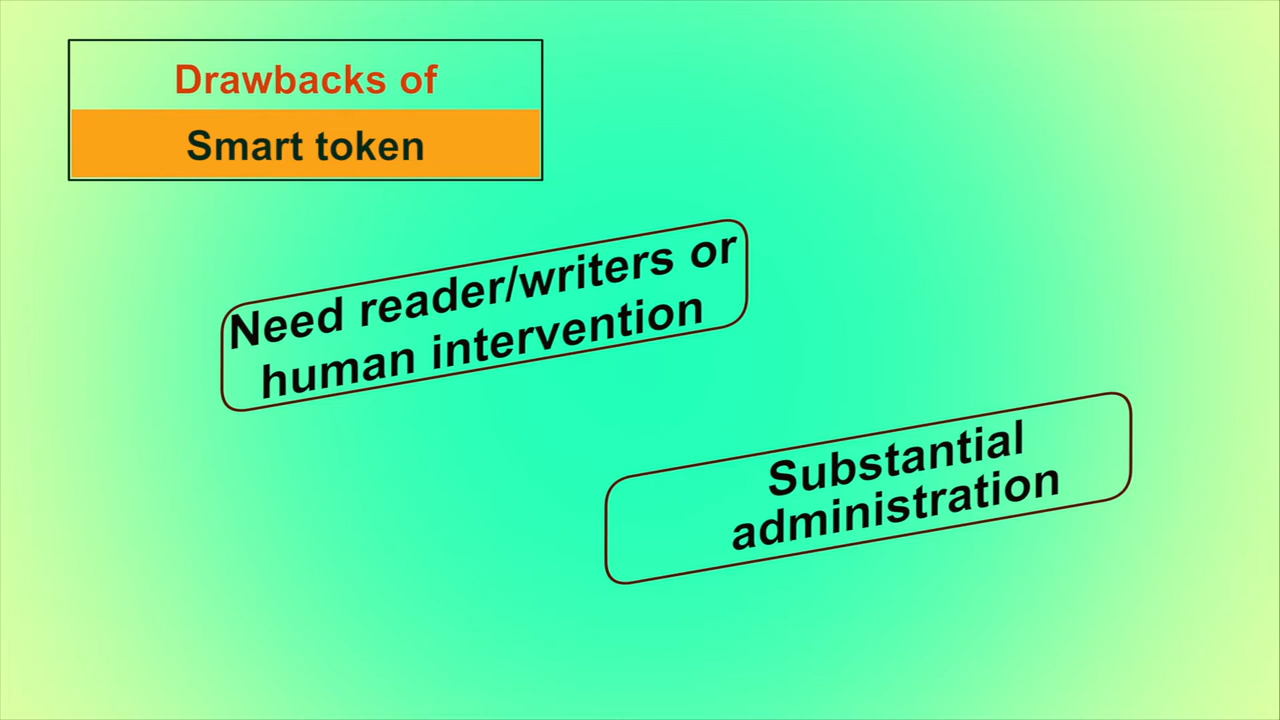 Drawbacks of
Smart token
Need reader/writers or
human intervention
Substantial
administration